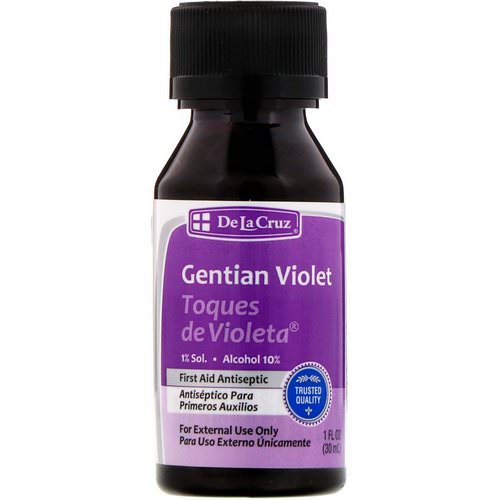 De La Cruz
Gentian Violet
Toques
de Violeta®
1% Sol. • Alcohol 10%
First Aid Antiseptic
Antiséptico Para
Primeros Auxilios
TRUSTED
QUALITY
For External Use Only
Para Uso Externo Únicamente
1 FL OZ
(30 mL)